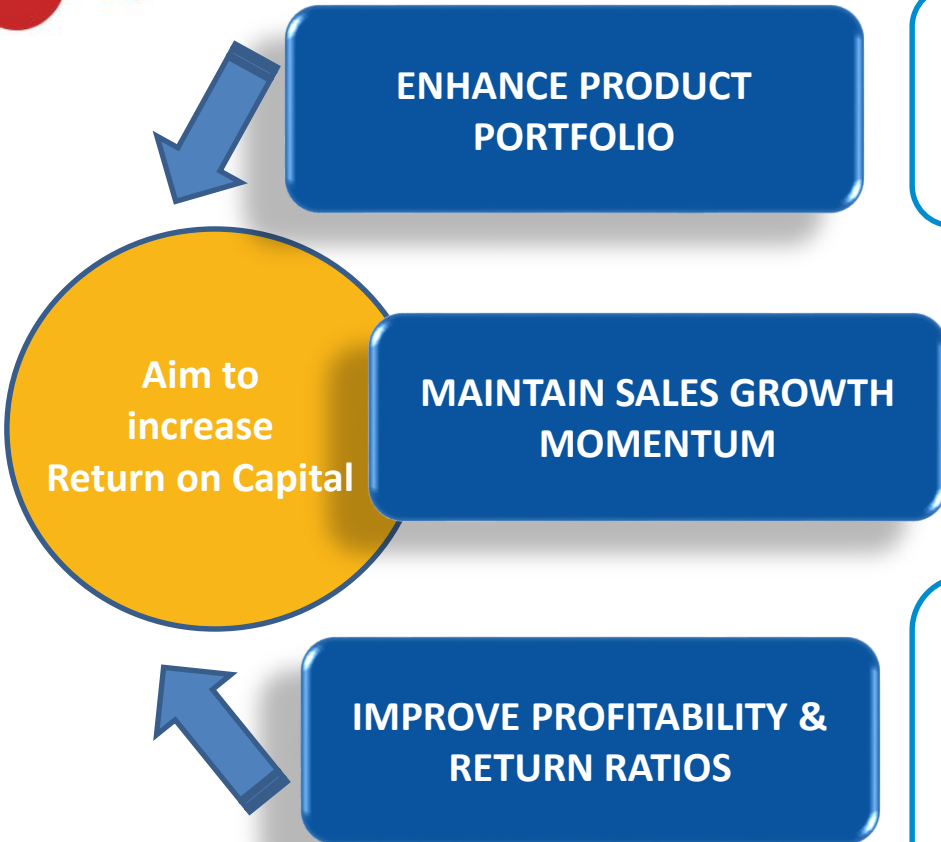 ENHANCE PRODUCT
PORTFOLIO
Aim to
increase
Return on Capital
MAINTAIN SALES GROWTH
MOMENTUM
IMPROVE PROFITABILITY &
RETURN RATIOS